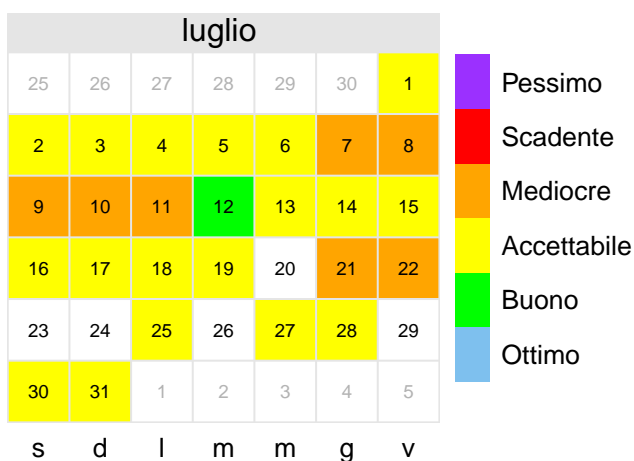 luglio
25 26 27 28 29 30 1
2 3 4 5 6 7 8
9 10 11 12 13 14 15
16 17 18 19 20 21 22
23 24 25 26 27 28 29
30 31 1 2 3 4 5
s d l m m g v
Pessimo
Scadente
Mediocre
Accettabile
Buono
Ottimo